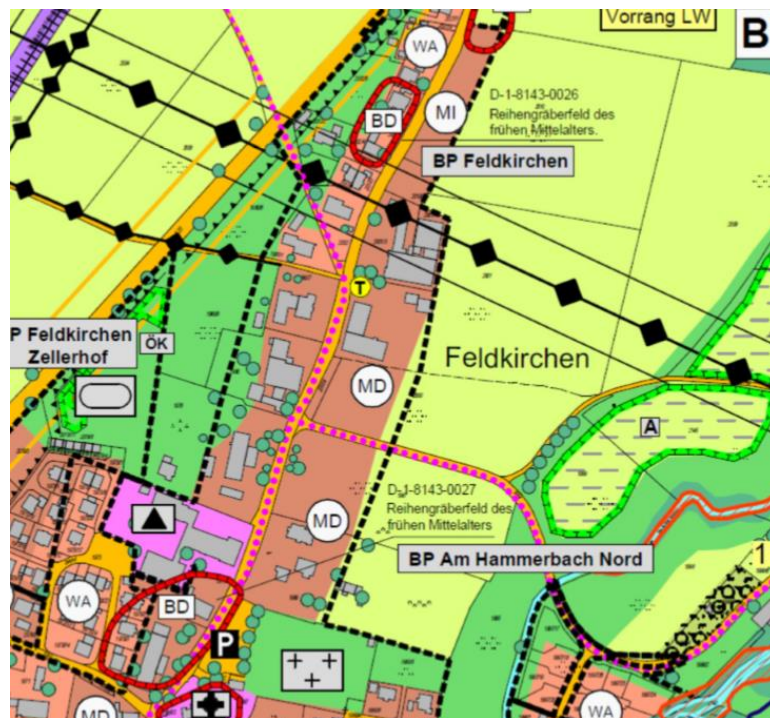 Vorrang LW
B
WA
D-1-8143-0026
Reihengräberfeld des
frühen Mittelalters.
BD
MI
BP Feldkirchen
T
P Feldkirchen
Zellerhof
ÖK
Feldkirchen
MD
A
D-1-8143-0027
Reihengräberfeld des
frühen Mittelalters
MD
BP Am Hammerbach Nord
1
WA
BD
P
MD
WA